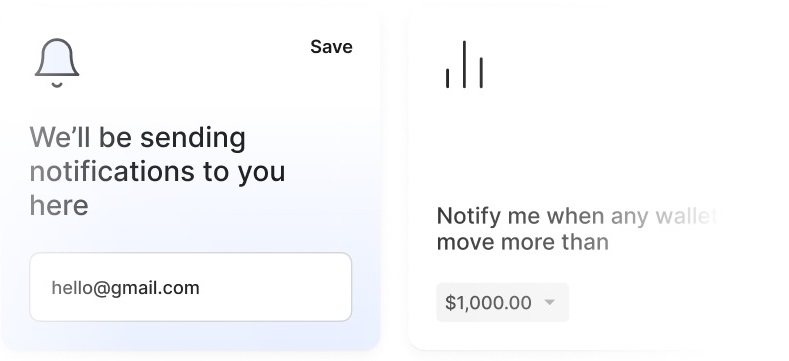 Save
We’ll be sending
notifications to you
here
hello@gmail.com
Notify me when any wallet
move more than
$1,000.00